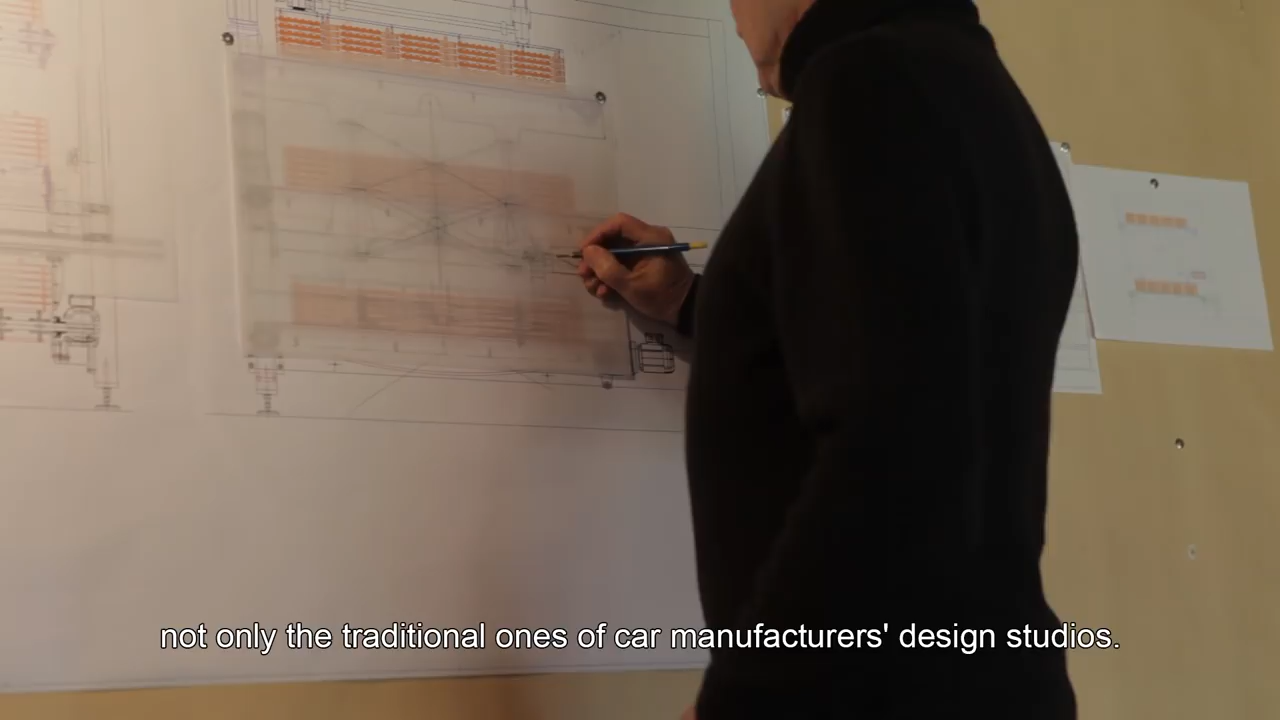 not only the traditional ones of car manufacturers' design studios.